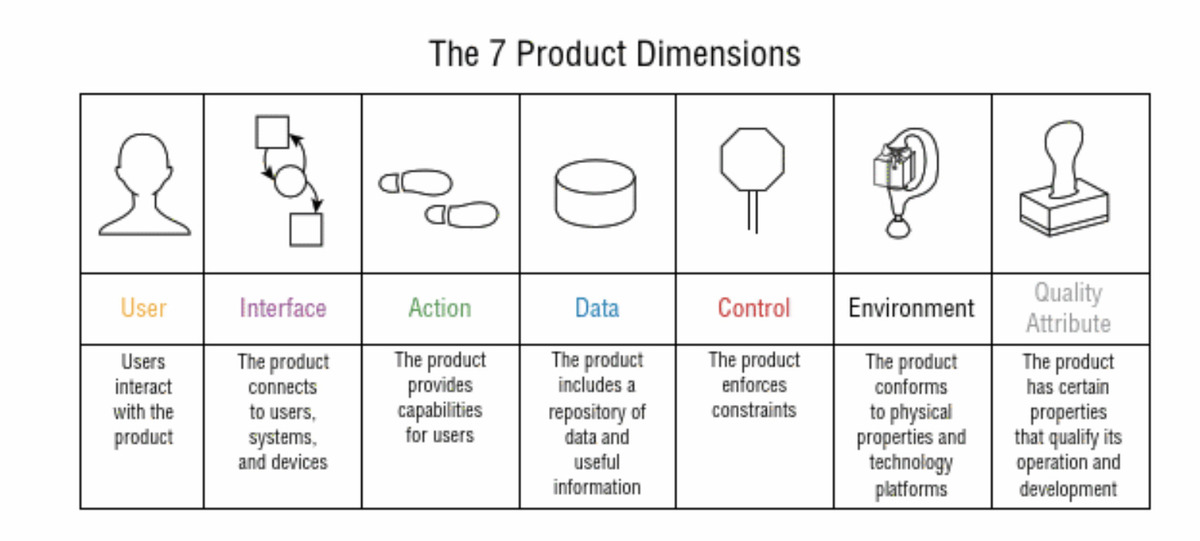 The 7 Product Dimensions
User
Interface
Action
Data
Control
Environment
Quality
Attribute
Users
interact
with the
product
The product
connects
to users,
systems,
and devices
The product
provides
capabilities
for users
The product
includes a
repository of
data and
useful
information
The product
enforces
constraints
The product
conforms
to physical
properties and
technology
platforms
The product
has certain
properties
that qualify its
operation and
development